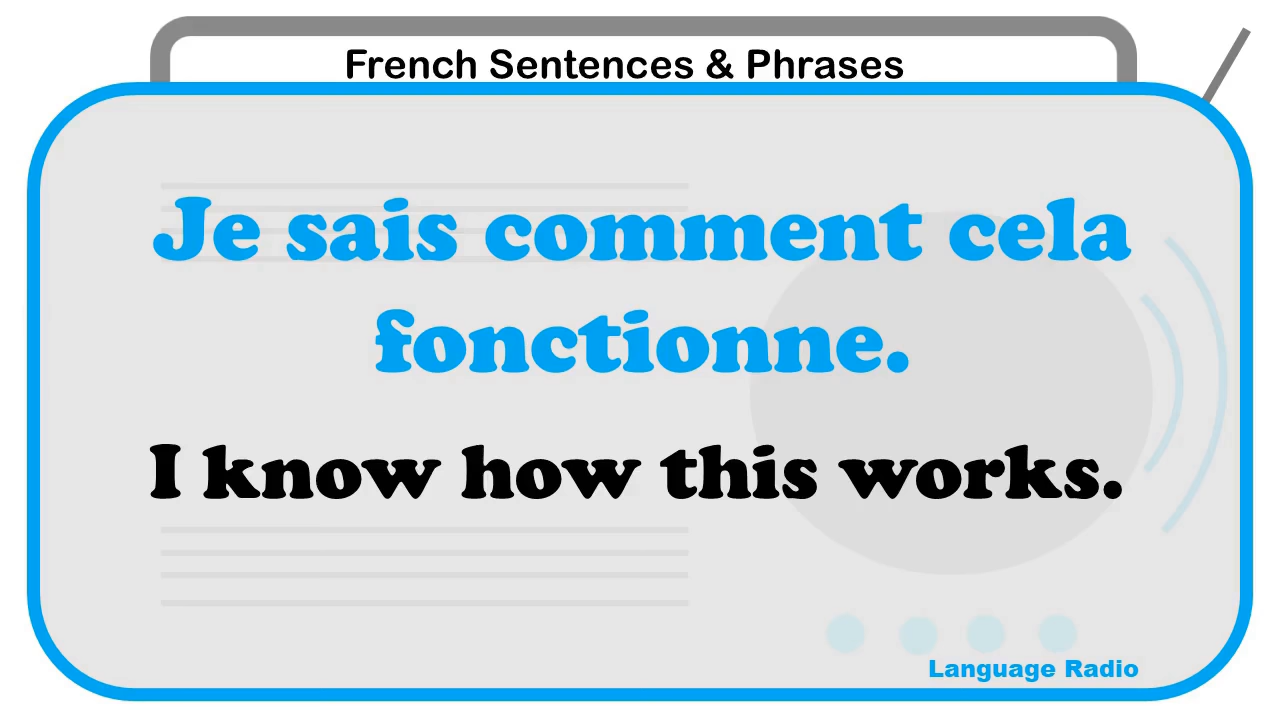 French Sentences & Phrases
Je sais comment cela
fonctionne.
I know how this works.
Language Radio